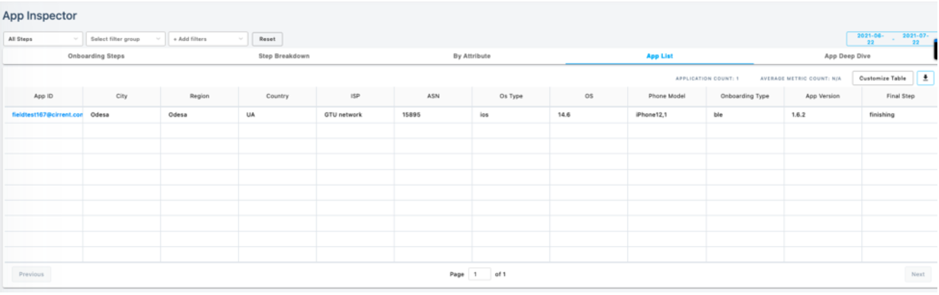 App Inspector
All Steps Select filter group + Add filters Reset
2021-06-22 - 2021-07-22
Onboarding Steps Step Breakdown By Attribute App List App Deep Dive
APPLICATION COUNT: 1 AVERAGE METRIC COUNT: N/A Customize Table
App ID City Region Country ISP ASN Os Type OS Phone Model Onboarding Type App Version Final Step
fieldtest167@cirrent.com Odesa Odesa UA GTU network 15895 ios 14.6 iPhone12,1 ble 1.6.2 finishing
Previous Page 1 of 1 Next